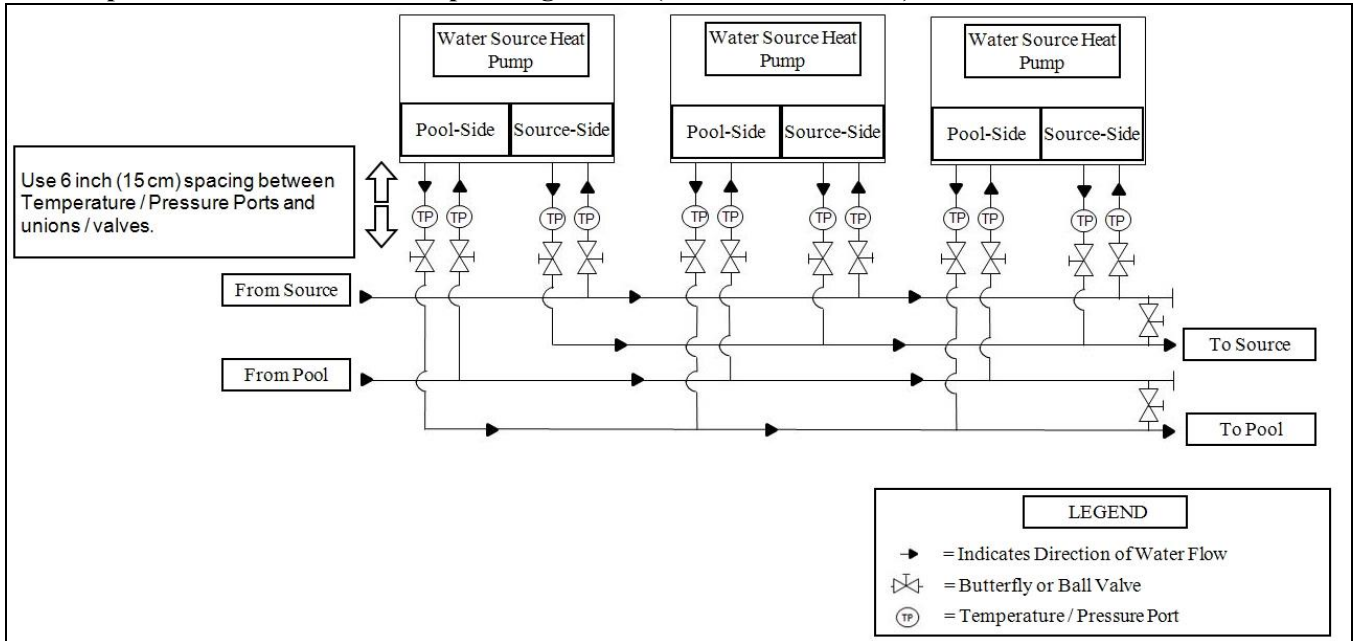 Water Source Heat
Pump
Water Source Heat
Pump
Water Source Heat
Pump
Pool-Side
Source-Side
Pool-Side
Source-Side
Pool-Side
Source-Side
Use 6 inch (15 cm) spacing between
Temperature / Pressure Ports and
unions / valves.
TP
TP
TP
TP
TP
TP
TP
TP
TP
TP
TP
TP
From Source
To Source
From Pool
To Pool
LEGEND
= Indicates Direction of Water Flow
= Butterfly or Ball Valve
TP = Temperature / Pressure Port